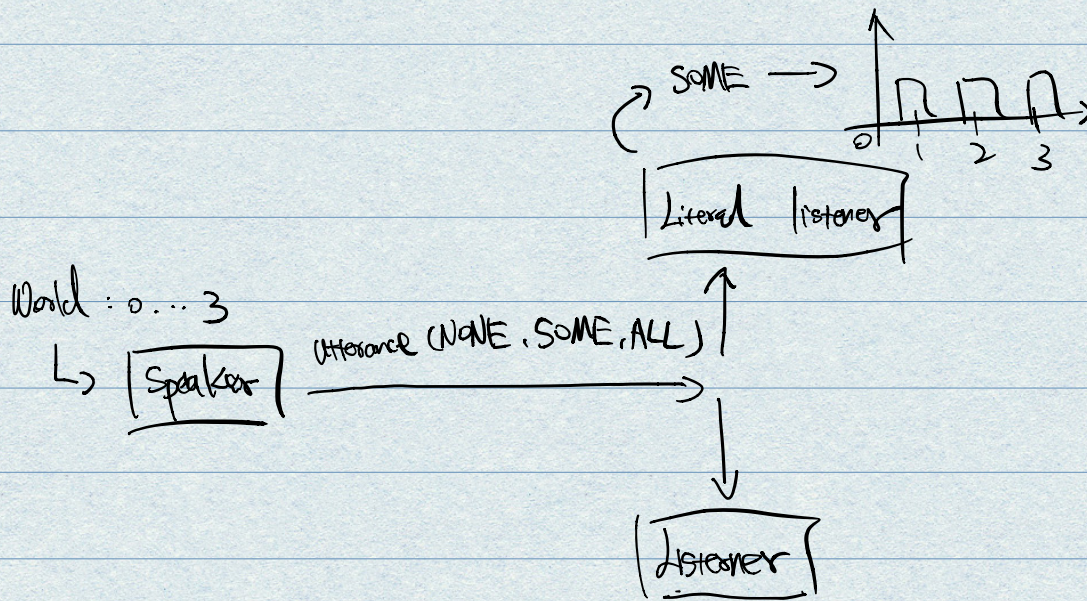 SOME
0
1
2
3
Literal listener
World : 0 ... 3
Utterance (NONE, SOME, ALL)
Speaker
Listener